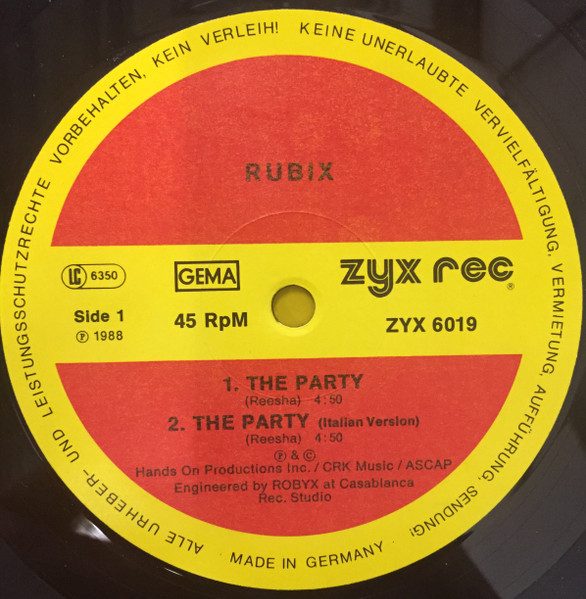 ALLE URHEBER- UND LEISTUNGSSCHUTZRECHTE VORBEHALTEN, KEIN VERLEIH! KEINE UNERLAUBTE VERVIELFÄLTIGUNG, VERMIETUNG, AUFFÜHRUNG, SENDUNG!
RUBIX
LC 6350
GEMA
zyx rec ®
Side 1
45 RpM
ZYX 6019
℗ 1988
1. THE PARTY
(Reesha) 4:50
2. THE PARTY (Italian Version)
(Reesha) 4:50
℗ & ©
Hands On Productions Inc. / CRK Music / ASCAP
Engineered by ROBYX at Casablanca
Rec. Studio
· MADE IN GERMANY ·